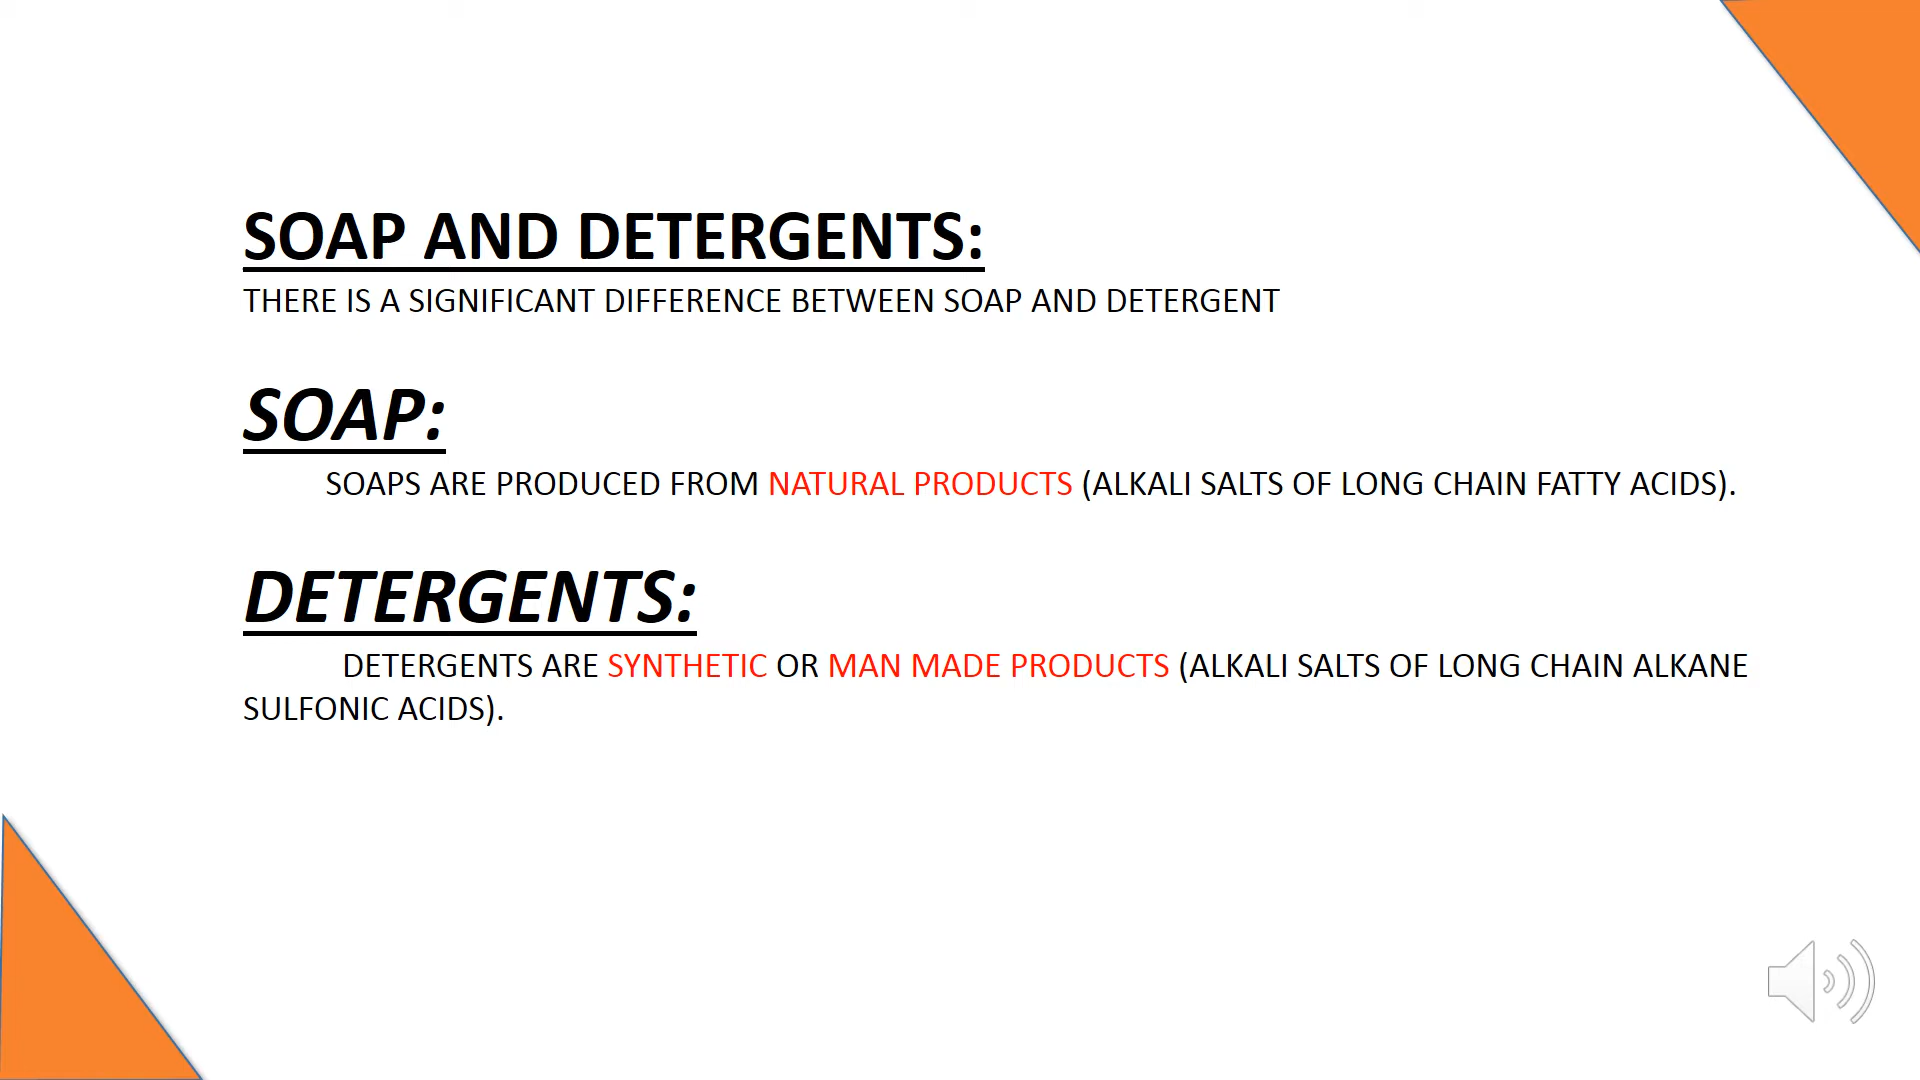 SOAP AND DETERGENTS:
THERE IS A SIGNIFICANT DIFFERENCE BETWEEN SOAP AND DETERGENT
SOAP:
SOAPS ARE PRODUCED FROM NATURAL PRODUCTS (ALKALI SALTS OF LONG CHAIN FATTY ACIDS).
DETERGENTS:
DETERGENTS ARE SYNTHETIC OR MAN MADE PRODUCTS (ALKALI SALTS OF LONG CHAIN ALKANE
SULFONIC ACIDS).